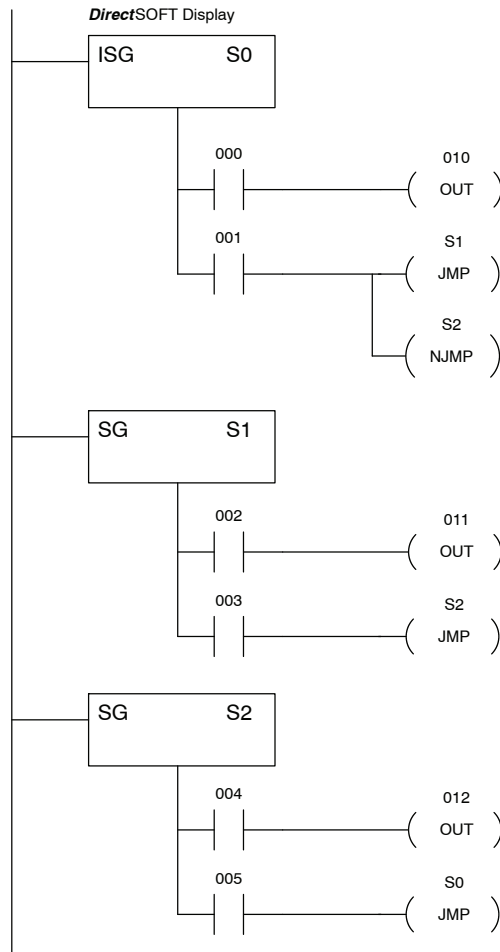 DirectSOFT Display
ISG S0
000
010
OUT
001
S1
JMP
S2
NJMP
SG S1
002
011
OUT
003
S2
JMP
SG S2
004
012
OUT
005
S0
JMP